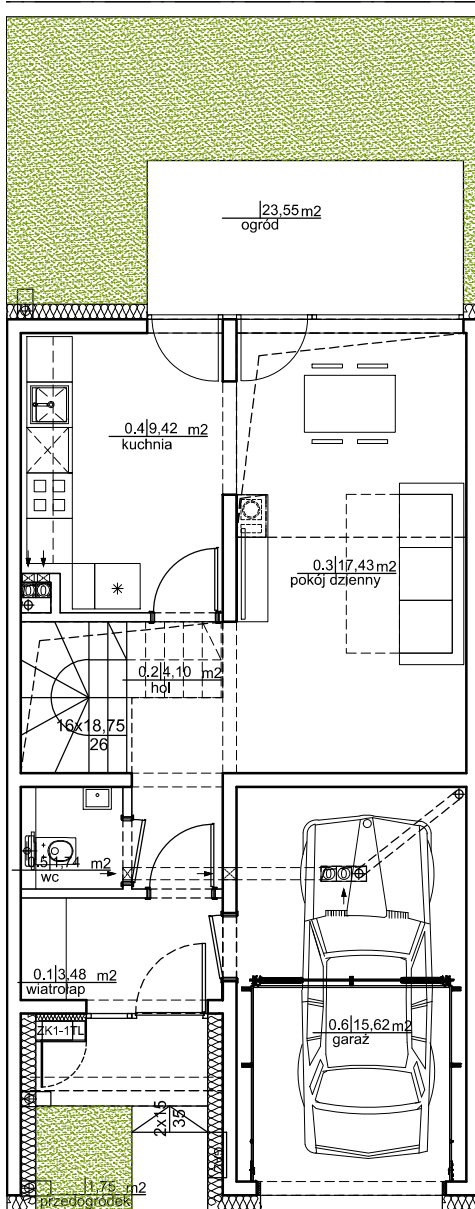 23,55 m2
ogród
0.4 9,42 m2
kuchnia
0.3 17,43 m2
pokój dzienny
0.2 4,10 m2
hol
16x18,75
26
0.5 1,74 m2
wc
0.1 3,48 m2
wiatrołap
ZK1-1TL
0.6 15,62 m2
garaż
2x15
35
1,75 m2
przedogródek